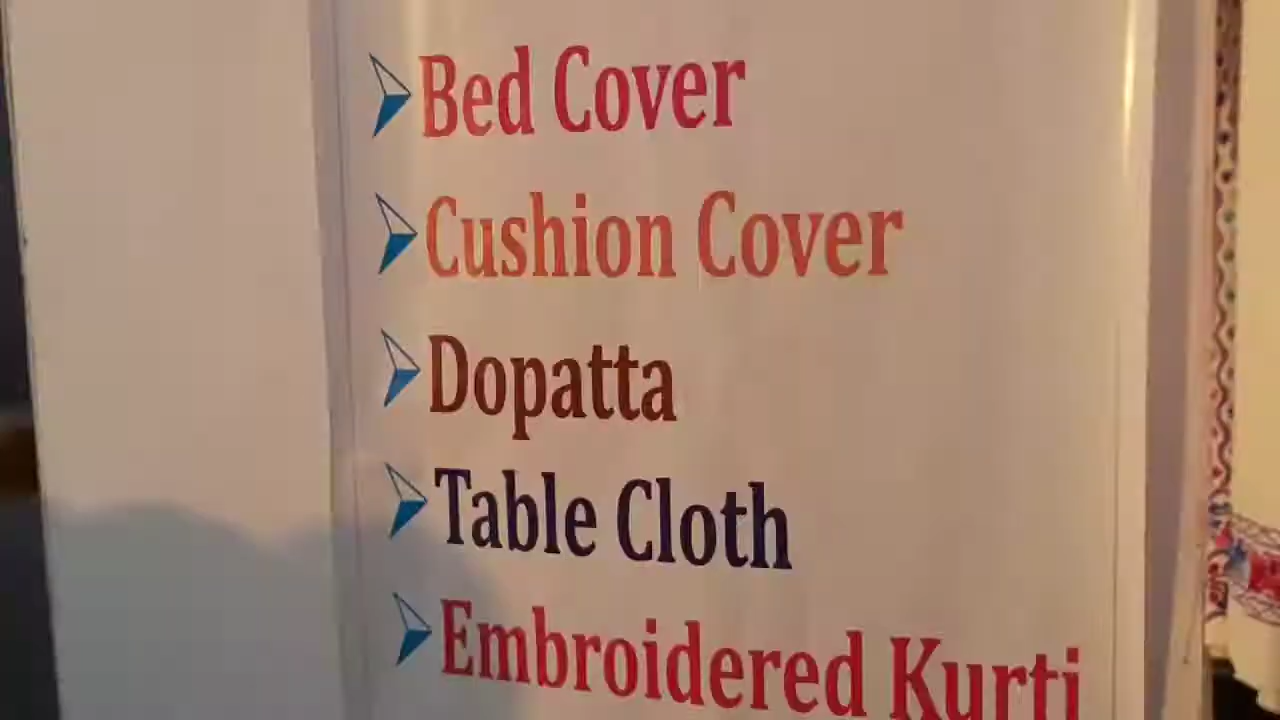 Bed Cover
Cushion Cover
Dopatta
Table Cloth
Embroidered Kurti